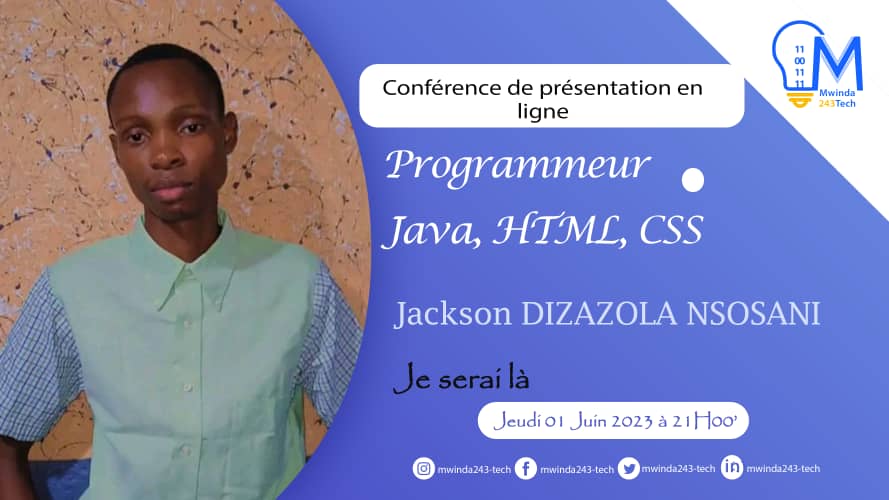 11
00
11
11
M
Mwinda
243Tech
Conférence de présentation en
ligne
Programmeur
Java, HTML, CSS
Jackson DIZAZOLA NSOSANI
Je serai là
Jeudi 01 Juin 2023 à 21H00'
mwinda243-tech mwinda243-tech mwinda243-tech in mwinda243-tech